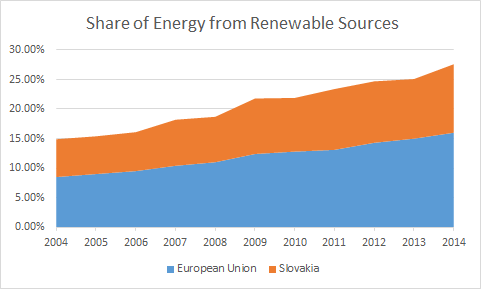 Share of Energy from Renewable Sources
30.00%
25.00%
20.00%
15.00%
10.00%
5.00%
0.00%
2004 2005 2006 2007 2008 2009 2010 2011 2012 2013 2014
European Union Slovakia